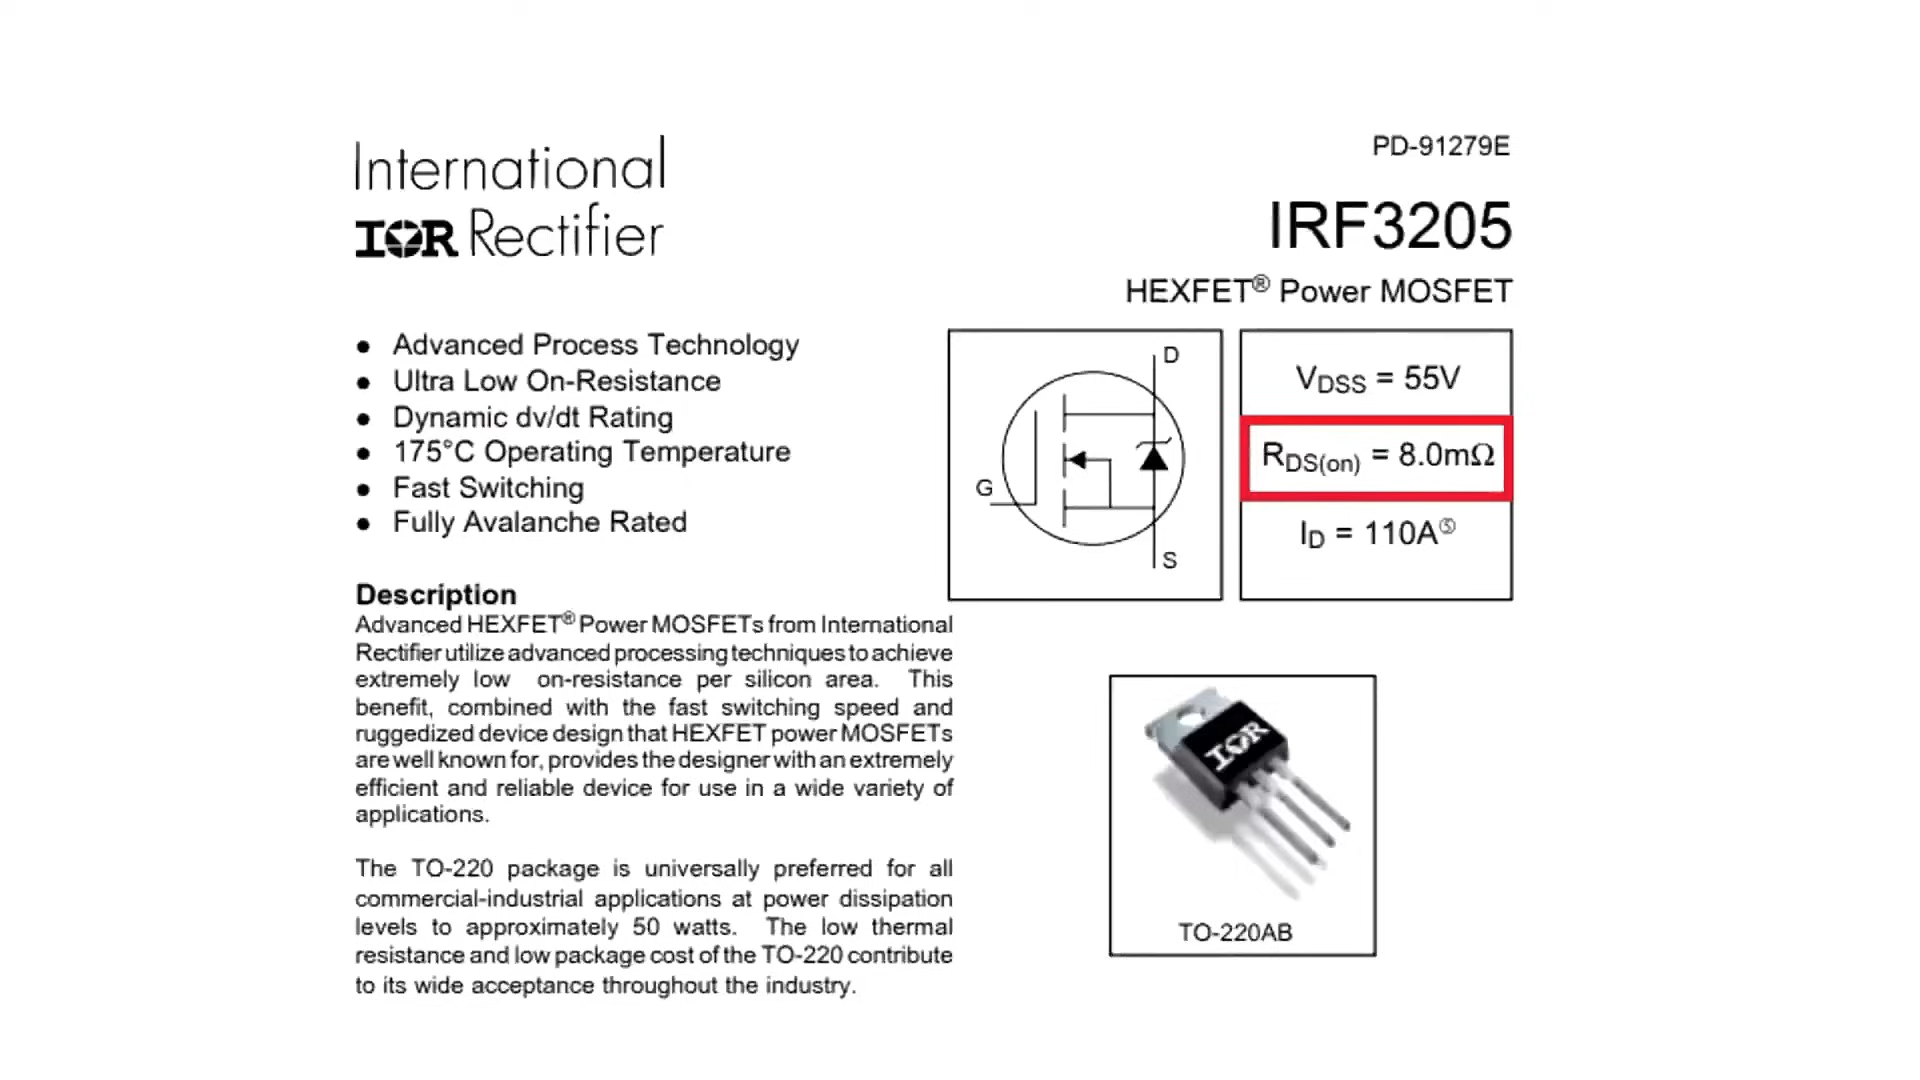 International
IOR Rectifier
PD-91279E
IRF3205
HEXFET® Power MOSFET
● Advanced Process Technology
● Ultra Low On-Resistance
● Dynamic dv/dt Rating
● 175°C Operating Temperature
● Fast Switching
● Fully Avalanche Rated
D
G
S
VDSS = 55V
RDS(on) = 8.0mΩ
ID = 110A⑤
Description
Advanced HEXFET® Power MOSFETs from International
Rectifier utilize advanced processing techniques to achieve
extremely low on-resistance per silicon area. This
benefit, combined with the fast switching speed and
ruggedized device design that HEXFET power MOSFETs
are well known for, provides the designer with an extremely
efficient and reliable device for use in a wide variety of
applications.
The TO-220 package is universally preferred for all
commercial-industrial applications at power dissipation
levels to approximately 50 watts. The low thermal
resistance and low package cost of the TO-220 contribute
to its wide acceptance throughout the industry.
IOR
TO-220AB